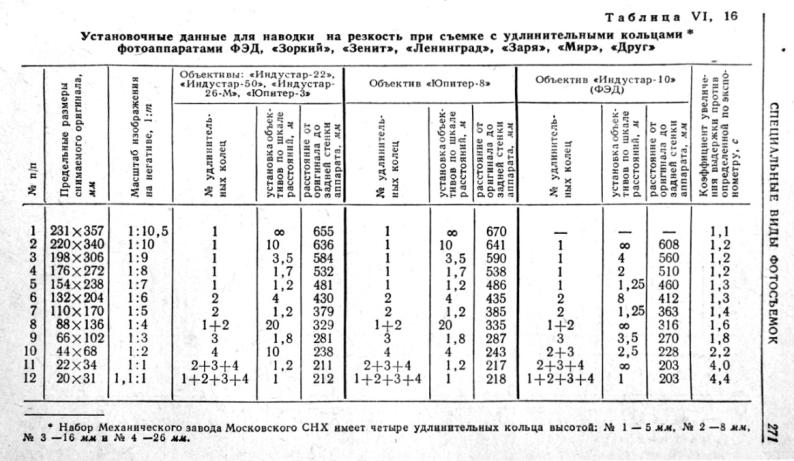 Таблица VI, 16
Установочные данные для наводки на резкость при съемке с удлинительными кольцами *
фотоаппаратами ФЭД, «Зоркий», «Зенит», «Ленинград», «Заря», «Мир», «Друг»
№ п/п
Предельные размеры снимаемого оригинала, мм
Масштаб изображения на негативе, 1:m
Объективы: «Индустар-22», «Индустар-50», «Индустар-26-М», «Юпитер-3»
Объектив «Юпитер-8»
Объектив «Индустар-10» (ФЭД)
№ удлинительных колец
установка объективов по шкале расстояний, м
расстояние от оригинала до задней стенки аппарата, мм
№ удлинительных колец
установка объективов по шкале расстояний, м
расстояние от оригинала до задней стенки аппарата, мм
№ удлинительных колец
установка объективов по шкале расстояний, м
расстояние от оригинала до задней стенки аппарата, мм
Коэффициент увеличения выдержки против определенной по экспонометру, с
1 231×357 1:10,5 1 ∞ 655 1 ∞ 670 — — — 1,1
2 220×340 1:10 1 10 636 1 10 641 1 ∞ 608 1,2
3 198×306 1:9 1 3,5 584 1 3,5 590 1 4 560 1,2
4 176×272 1:8 1 1,7 532 1 1,7 538 1 2 510 1,2
5 154×238 1:7 1 1,2 481 1 1,2 486 1 1,25 460 1,3
6 132×204 1:6 2 4 430 2 4 435 2 8 412 1,3
7 110×170 1:5 2 1,2 379 2 1,2 385 2 1,25 363 1,4
8 88×136 1:4 1+2 20 329 1+2 20 335 1+2 ∞ 316 1,6
9 66×102 1:3 3 1,8 281 3 1,8 287 3 3,5 270 1,8
10 44×68 1:2 4 10 238 4 4 243 2+3 2,5 228 2,2
11 22×34 1:1 2+3+4 1,2 211 2+3+4 1,2 217 2+3+4 ∞ 203 4,0
12 20×31 1,1:1 1+2+3+4 1 212 1+2+3+4 1 218 1+2+3+4 1 203 4,4
* Набор Механического завода Московского СНХ имеет четыре удлинительных кольца высотой: № 1 — 5 мм, № 2 —8 мм,
№ 3 —16 мм и № 4 —26 мм.
СПЕЦИАЛЬНЫЕ ВИДЫ ФОТОСЪЕМОК
271